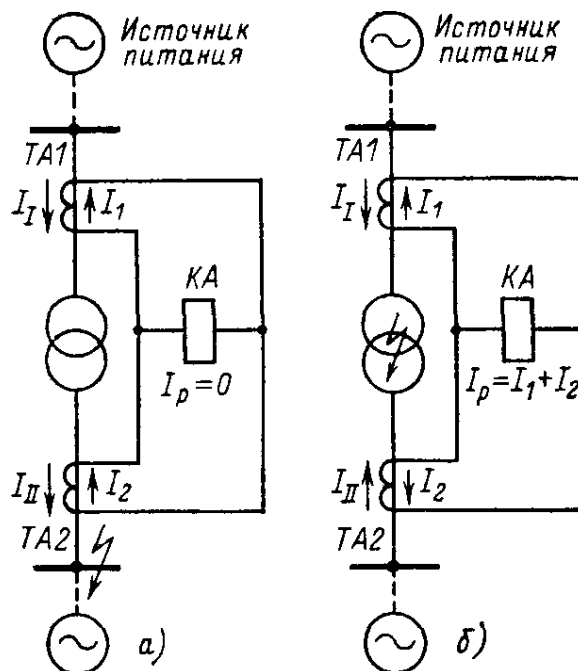 Источник
питания
TA1
I_I
I_1
KA
I_p=0
I_II
I_2
TA2
а)
Источник
питания
TA1
I_I
I_1
KA
I_p=I_1+I_2
I_II
I_2
TA2
б)